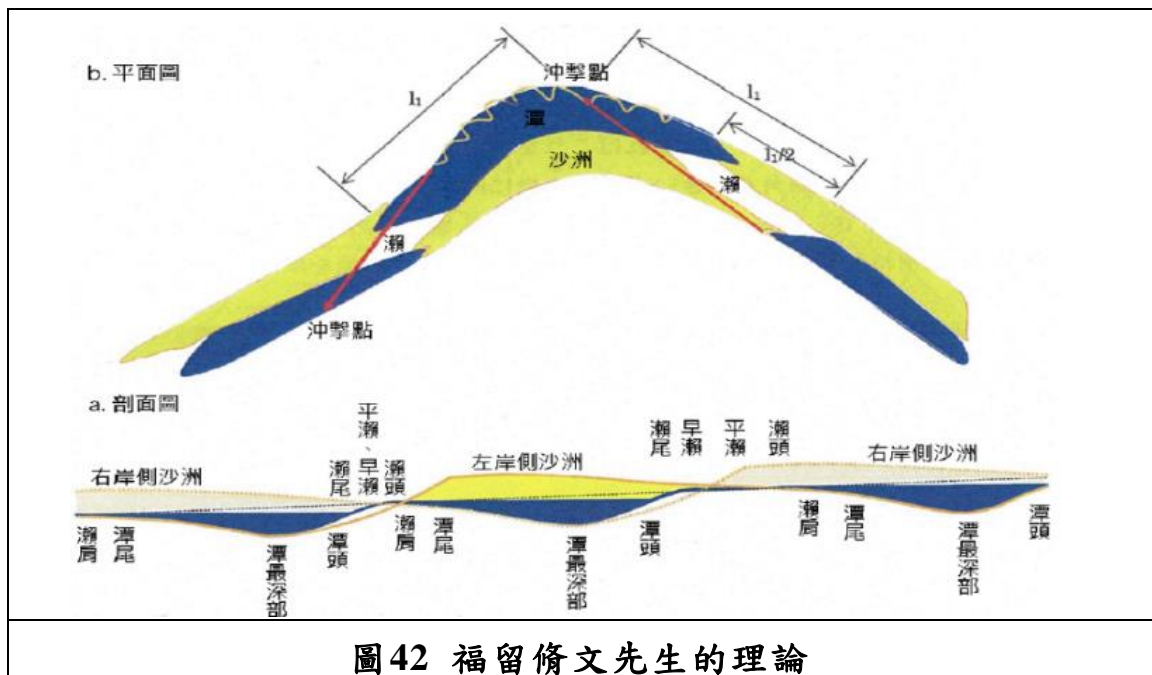 b. 平面圖
沖擊點
l₁
l₁
潭
l₁/2
沙洲
瀨
瀨
沖擊點
a. 剖面圖
右岸側沙洲
瀨尾
平瀨、早瀨
瀨頭
左岸側沙洲
瀨尾
早瀨
平瀨
瀨頭
右岸側沙洲
瀨肩
潭尾
潭最深部
潭頭
瀨肩
潭尾
潭最深部
潭頭
瀨肩
潭尾
潭最深部
潭頭
圖42 福留脩文先生的理論